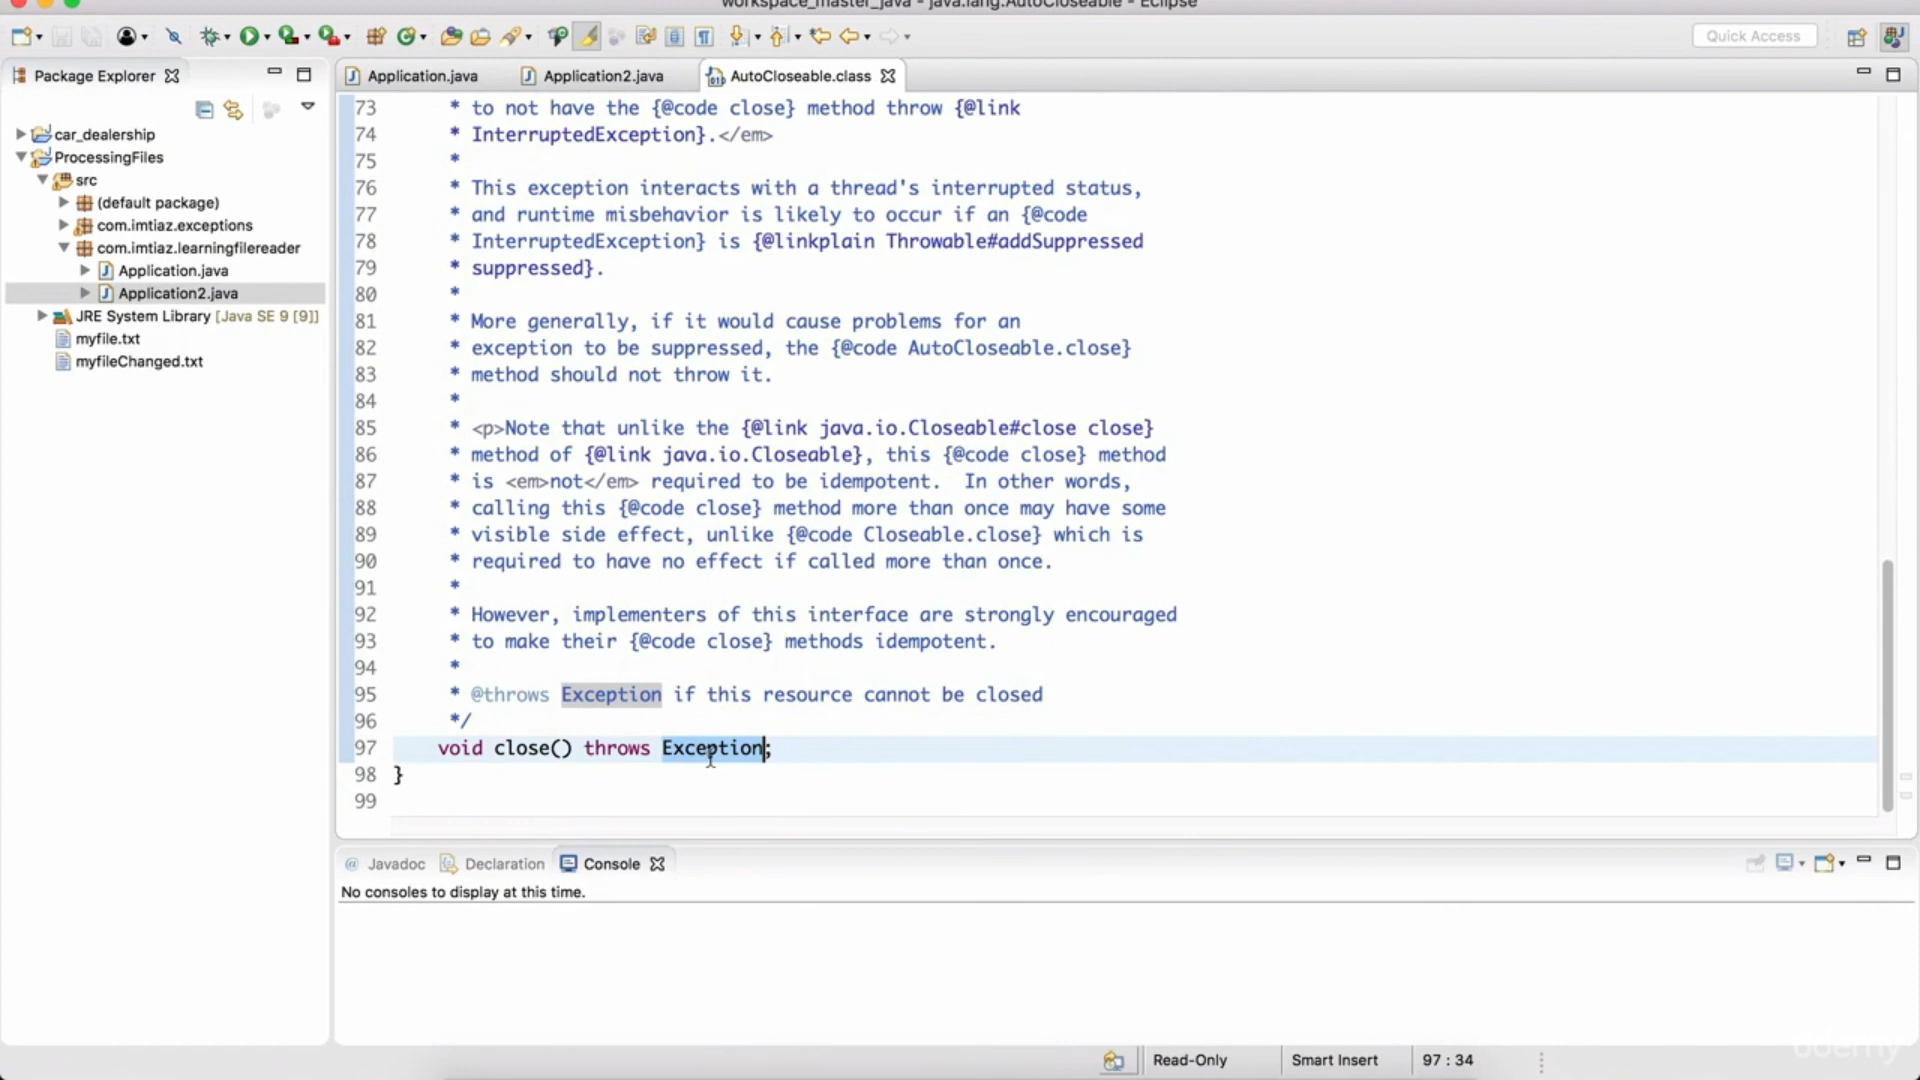 workspace_master_java - java.lang.AutoCloseable - Eclipse
Quick Access
Package Explorer
Application.java
Application2.java
AutoCloseable.class
car_dealership
ProcessingFiles
src
(default package)
com.imtiaz.exceptions
com.imtiaz.learningfilereader
Application.java
Application2.java
JRE System Library [Java SE 9 [9]]
myfile.txt
myfileChanged.txt
73 * to not have the {@code close} method throw {@link
74 * InterruptedException}.</em>
75 *
76 * This exception interacts with a thread's interrupted status,
77 * and runtime misbehavior is likely to occur if an {@code
78 * InterruptedException} is {@linkplain Throwable#addSuppressed
79 * suppressed}.
80 *
81 * More generally, if it would cause problems for an
82 * exception to be suppressed, the {@code AutoCloseable.close}
83 * method should not throw it.
84 *
85 * <p>Note that unlike the {@link java.io.Closeable#close close}
86 * method of {@link java.io.Closeable}, this {@code close} method
87 * is <em>not</em> required to be idempotent.  In other words,
88 * calling this {@code close} method more than once may have some
89 * visible side effect, unlike {@code Closeable.close} which is
90 * required to have no effect if called more than once.
91 *
92 * However, implementers of this interface are strongly encouraged
93 * to make their {@code close} methods idempotent.
94 *
95 * @throws Exception if this resource cannot be closed
96 */
97 void close() throws Exception;
98 }
99
@ Javadoc
Declaration
Console
No consoles to display at this time.
Read-Only
Smart Insert
97 : 34
udemy